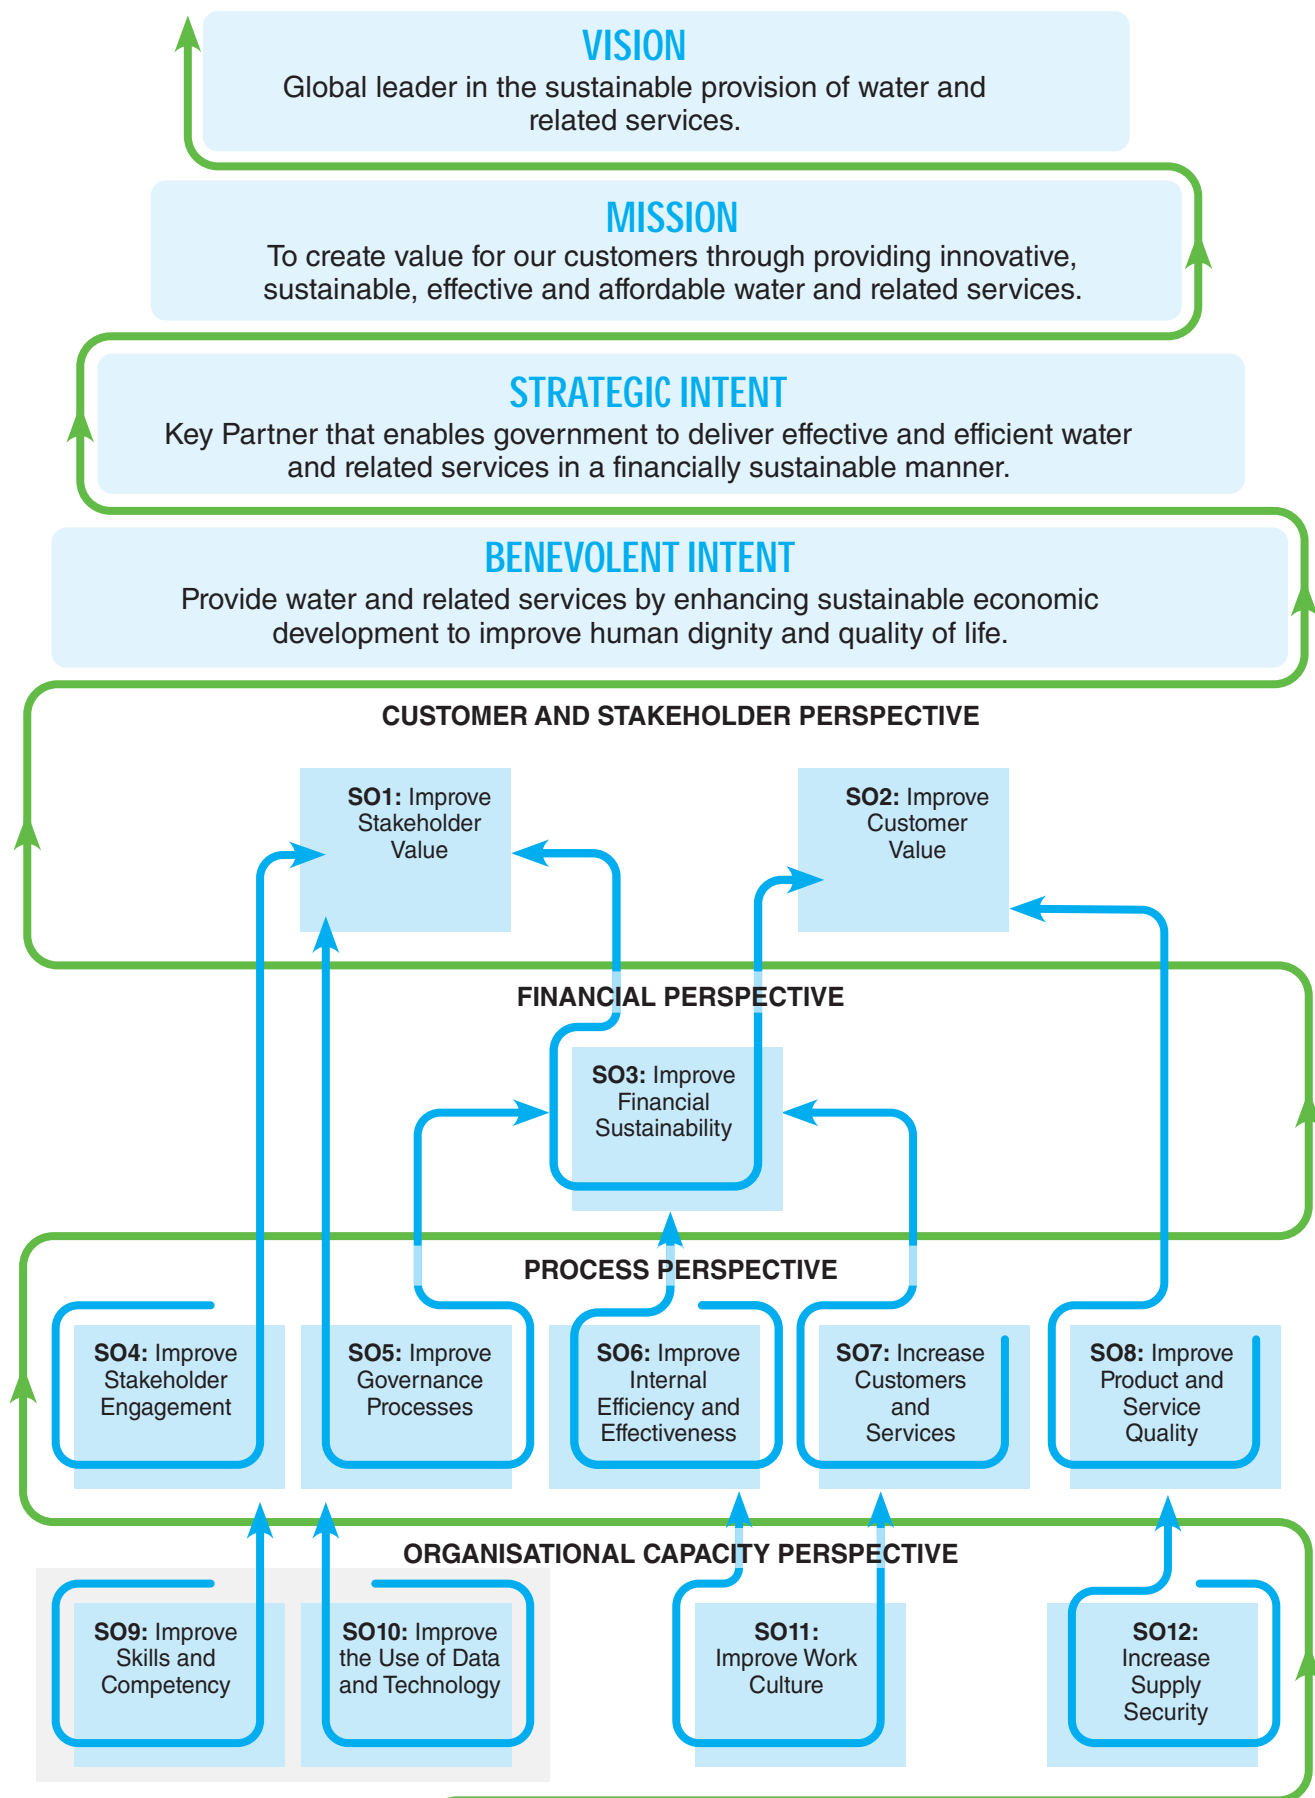 VISION
Global leader in the sustainable provision of water and
related services.
MISSION
To create value for our customers through providing innovative,
sustainable, effective and affordable water and related services.
STRATEGIC INTENT
Key Partner that enables government to deliver effective and efficient water
and related services in a financially sustainable manner.
BENEVOLENT INTENT
Provide water and related services by enhancing sustainable economic
development to improve human dignity and quality of life.
CUSTOMER AND STAKEHOLDER PERSPECTIVE
SO1: Improve
Stakeholder
Value
SO2: Improve
Customer
Value
FINANCIAL PERSPECTIVE
SO3: Improve
Financial
Sustainability
PROCESS PERSPECTIVE
SO4: Improve
Stakeholder
Engagement
SO5: Improve
Governance
Processes
SO6: Improve
Internal
Efficiency and
Effectiveness
SO7: Increase
Customers
and
Services
SO8: Improve
Product and
Service
Quality
ORGANISATIONAL CAPACITY PERSPECTIVE
SO9: Improve
Skills and
Competency
SO10: Improve
the Use of Data
and Technology
SO11:
Improve Work
Culture
SO12:
Increase
Supply
Security